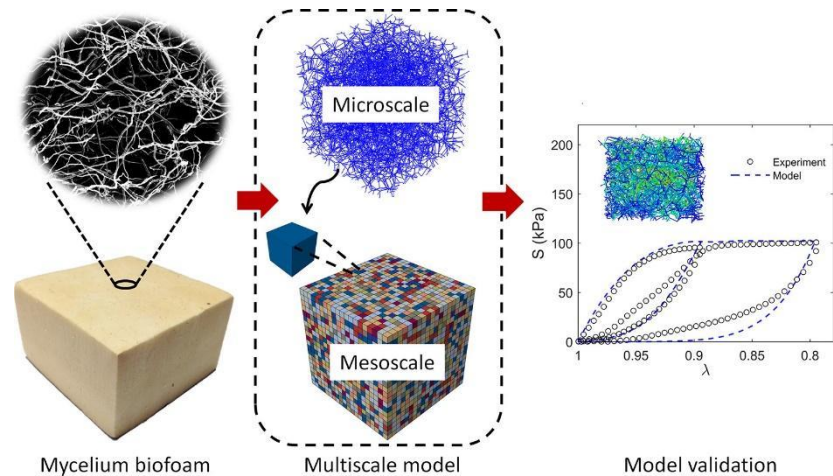 Microscale
Mesoscale
200
150
100
50
0
S (kPa)
Experiment
Model
1
0.95
0.9
0.85
0.8
λ
Mycelium biofoam
Multiscale model
Model validation